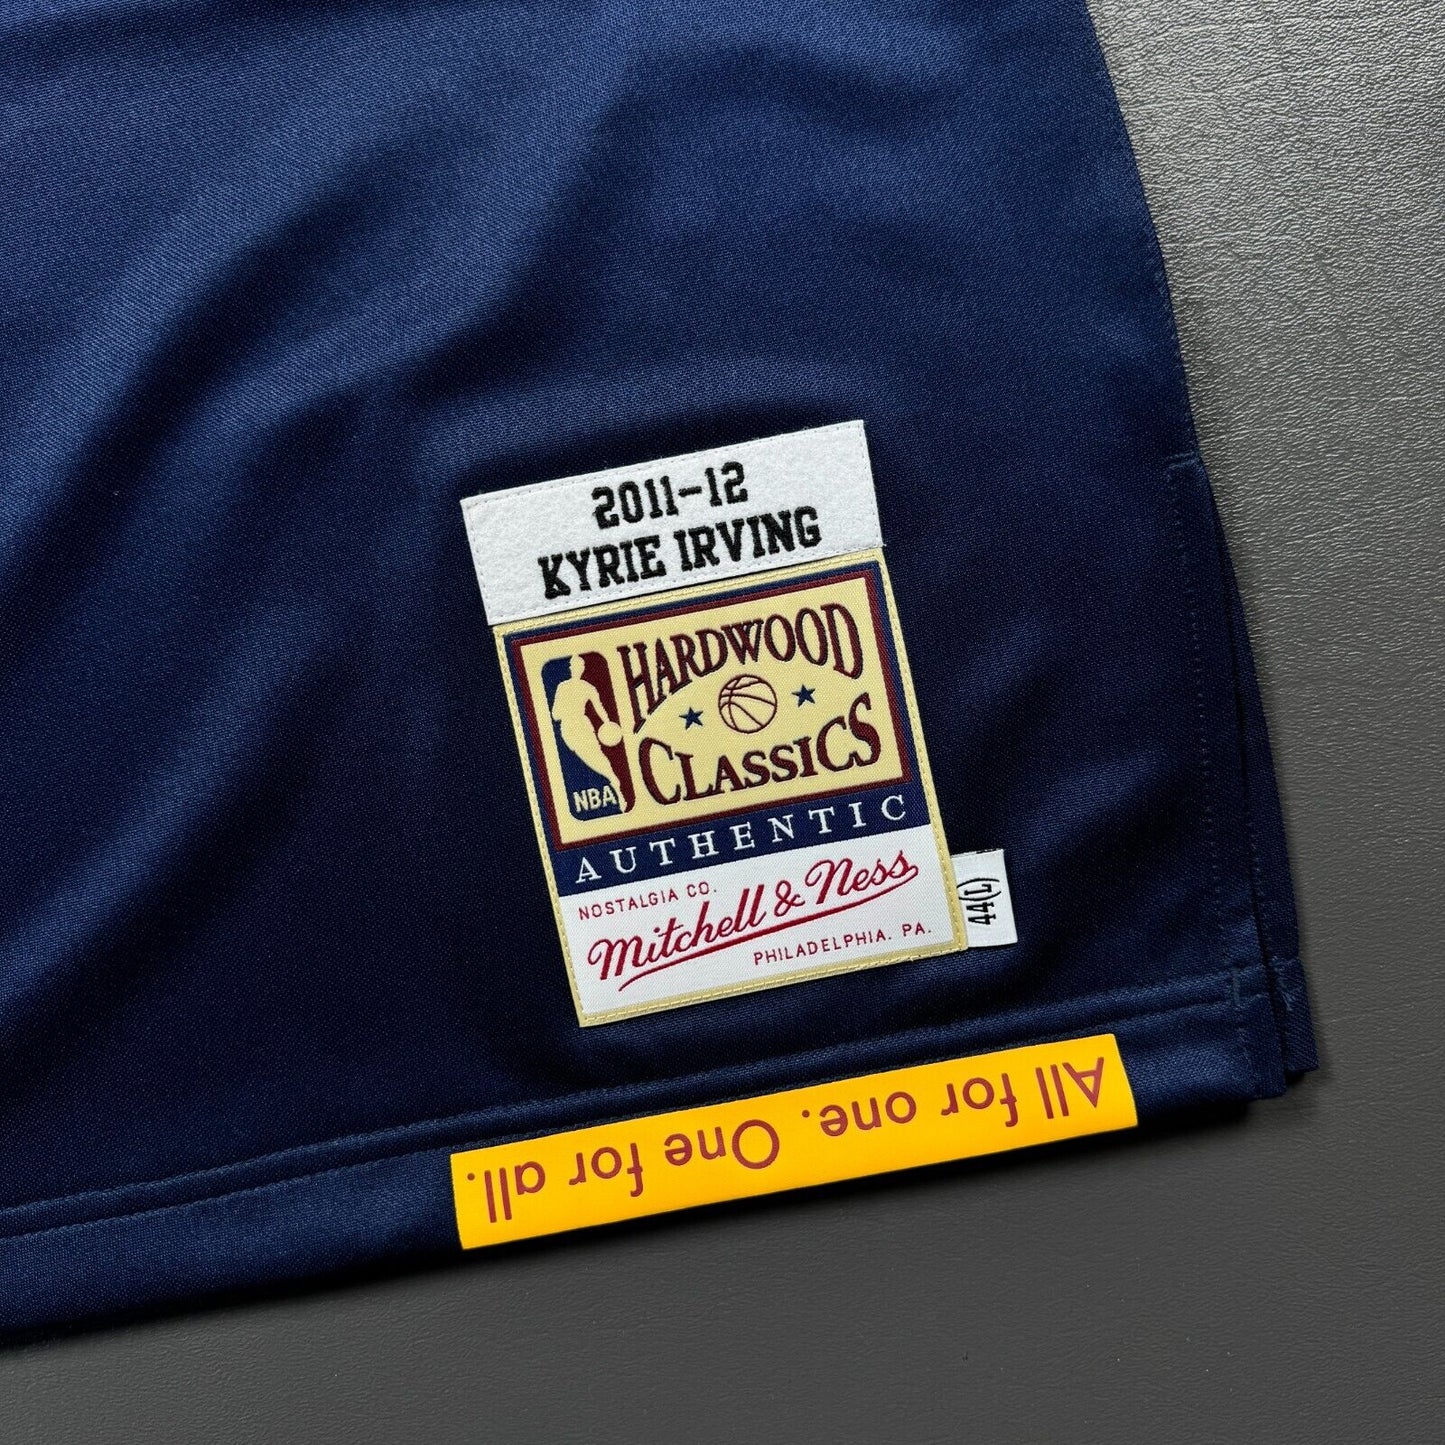 2011-12
KYRIE IRVING
HARDWOOD
CLASSICS
NBA
AUTHENTIC
NOSTALGIA CO.
Mitchell & Ness
PHILADELPHIA, PA.
44(L)
All for one. One for all.